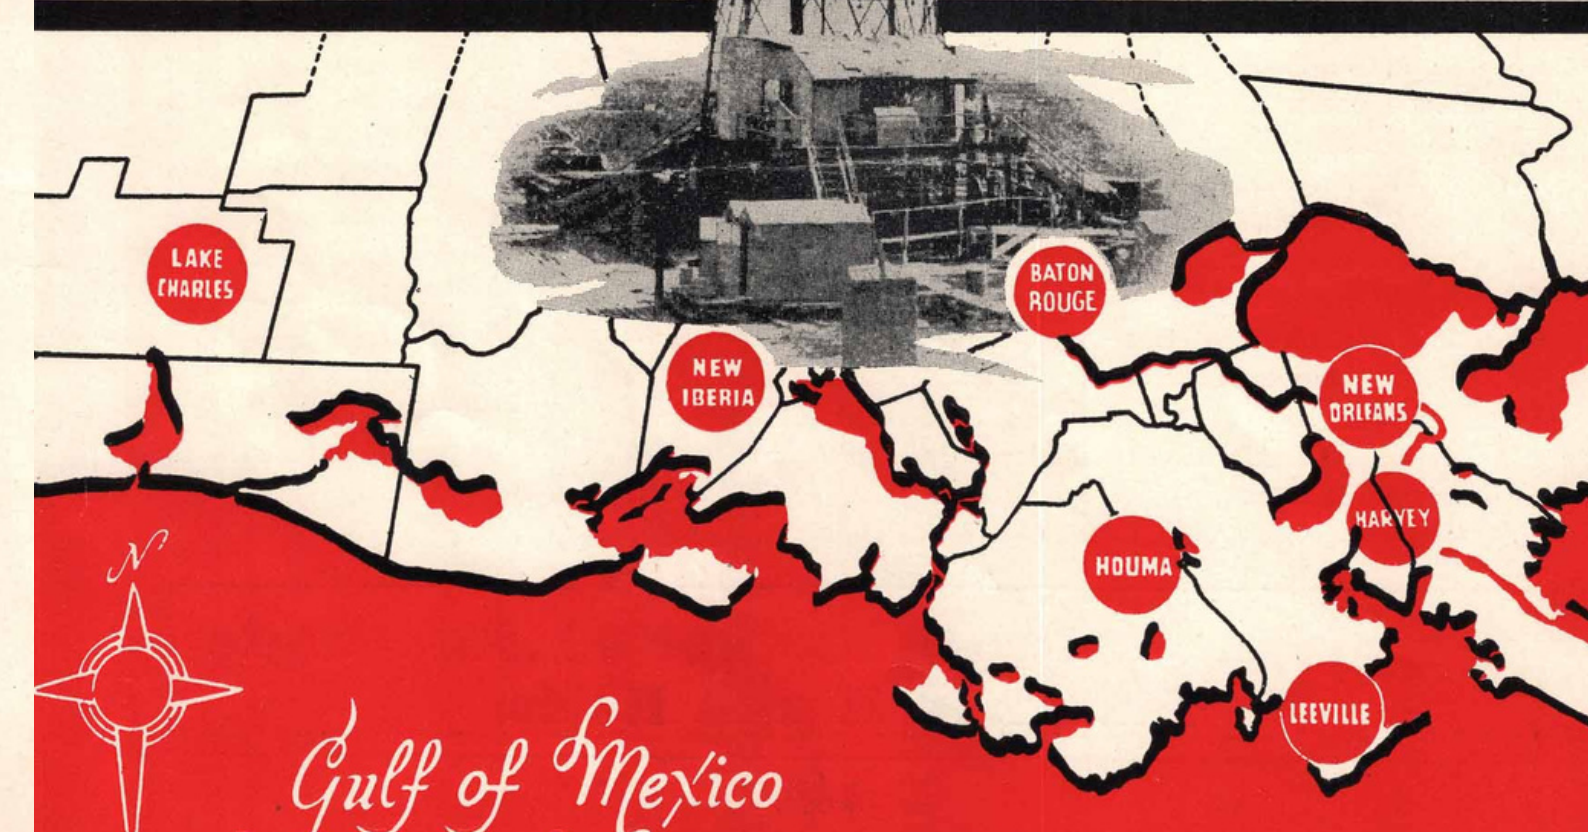 LAKE
CHARLES
BATON
ROUGE
NEW
IBERIA
NEW
ORLEANS
HARVEY
HOUMA
LEEVILLE
N
Gulf of Mexico